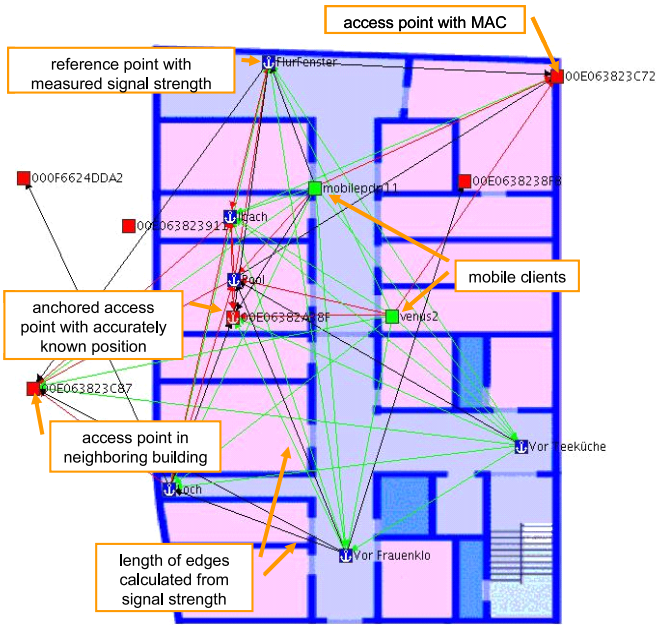 access point with MAC
reference point with
measured signal strength
FlurFenster
00E063823C72
000F6624DDA2
mobilepda11
00E0638238F8
00E063823911
mobile clients
anchored access
point with accurately
known position
venus2
00E063823C87
access point in
neighboring building
Vor Teeküche
length of edges
calculated from
signal strength
Vor Frauenklo